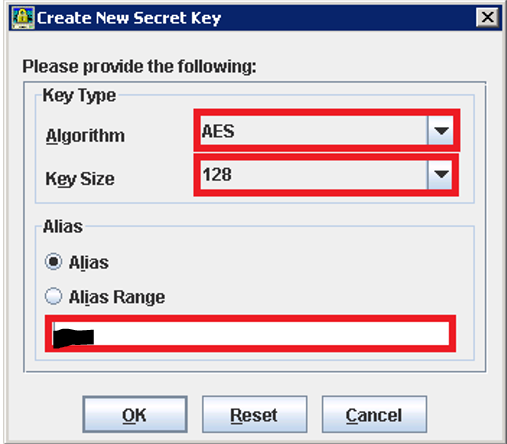 Create New Secret Key
Please provide the following:
Key Type
Algorithm AES
Key Size 128
Alias
Alias
Alias Range
OK Reset Cancel